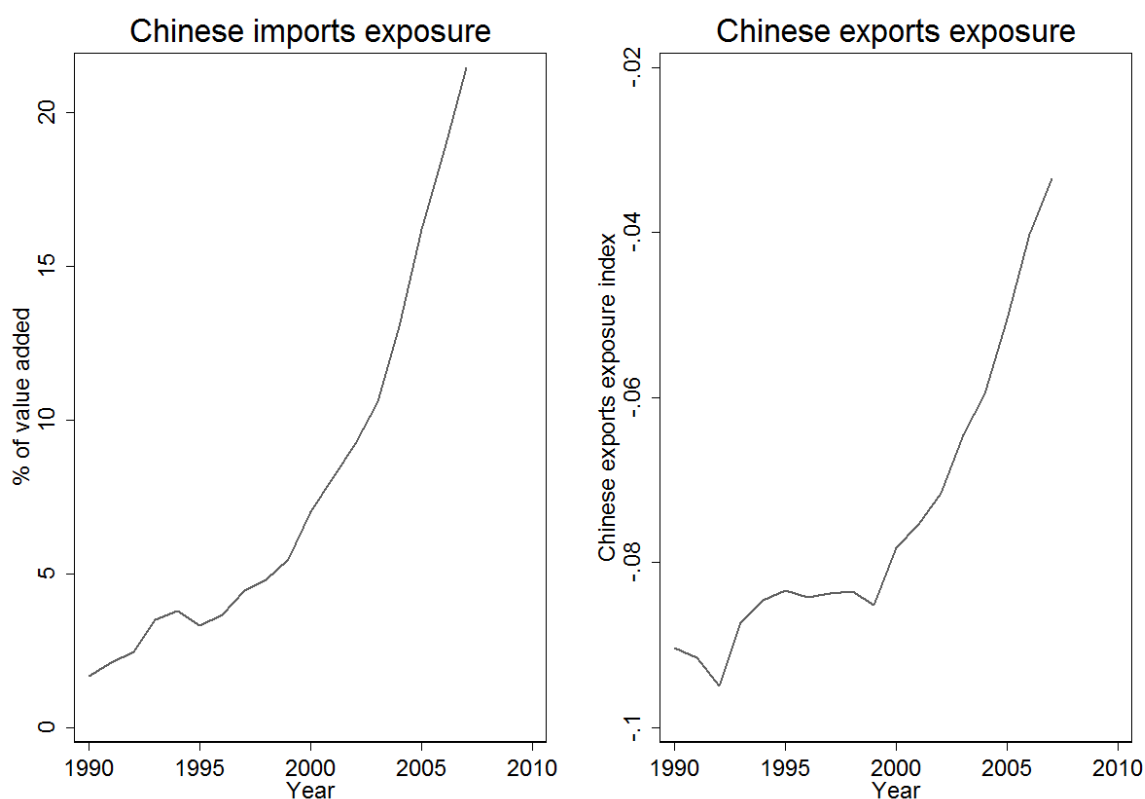 Chinese imports exposure
% of value added
20
15
10
5
0
1990 1995 2000 2005 2010
Year
Chinese exports exposure
Chinese exports exposure index
-.02
-.04
-.06
-.08
-.1
1990 1995 2000 2005 2010
Year